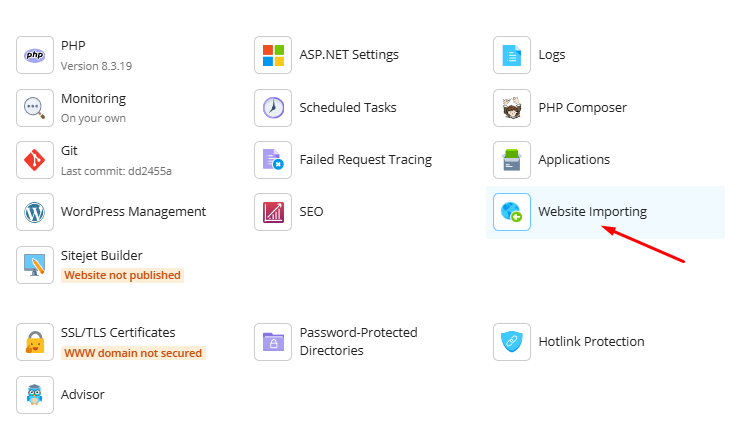 php
PHP
Version 8.3.19
ASP.NET Settings
Logs
Monitoring
On your own
Scheduled Tasks
PHP Composer
Git
Last commit: dd2455a
Failed Request Tracing
Applications
WordPress Management
SEO
Website Importing
Sitejet Builder
Website not published
SSL/TLS Certificates
WWW domain not secured
Password-Protected
Directories
Hotlink Protection
Advisor